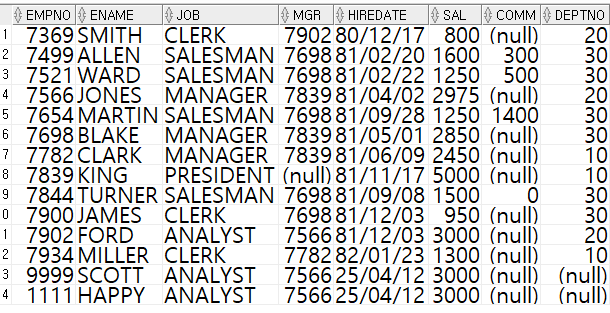 EMPNO ENAME JOB MGR HIREDATE SAL COMM DEPTNO
1 7369 SMITH CLERK 7902 80/12/17 800 (null) 20
2 7499 ALLEN SALESMAN 7698 81/02/20 1600 300 30
3 7521 WARD SALESMAN 7698 81/02/22 1250 500 30
4 7566 JONES MANAGER 7839 81/04/02 2975 (null) 20
5 7654 MARTIN SALESMAN 7698 81/09/28 1250 1400 30
6 7698 BLAKE MANAGER 7839 81/05/01 2850 (null) 30
7 7782 CLARK MANAGER 7839 81/06/09 2450 (null) 10
8 7839 KING PRESIDENT (null) 81/11/17 5000 (null) 10
9 7844 TURNER SALESMAN 7698 81/09/08 1500 0 30
0 7900 JAMES CLERK 7698 81/12/03 950 (null) 30
1 7902 FORD ANALYST 7566 81/12/03 3000 (null) 20
2 7934 MILLER CLERK 7782 82/01/23 1300 (null) 10
3 9999 SCOTT ANALYST 7566 25/04/12 3000 (null) (null)
4 1111 HAPPY ANALYST 7566 25/04/12 3000 (null) (null)